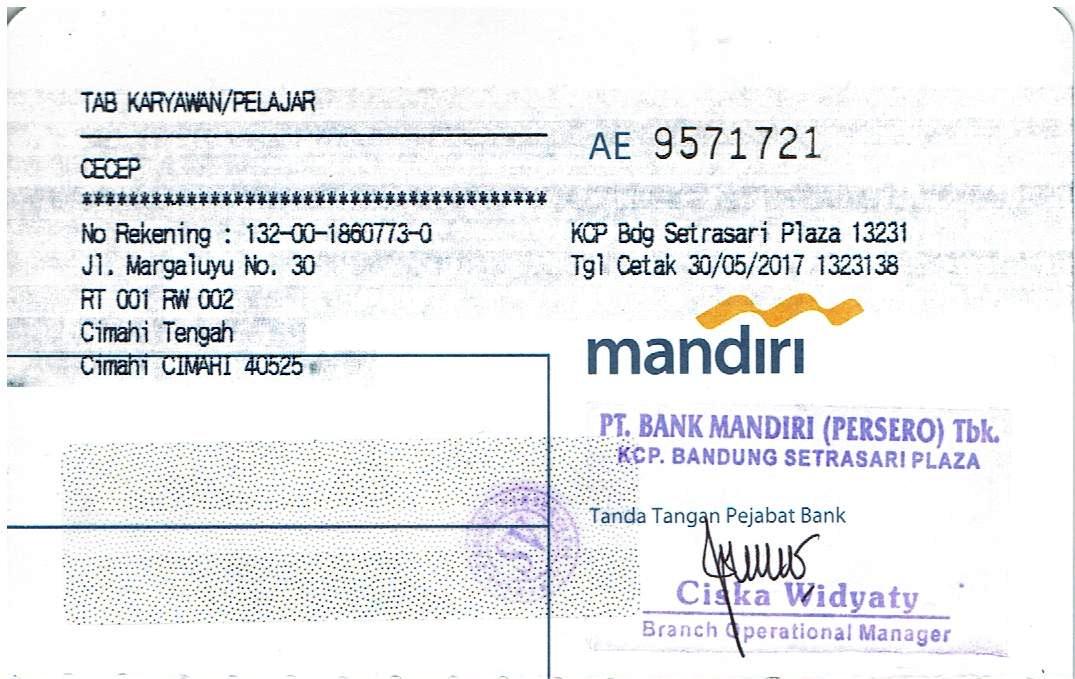 TAB KARYAWAN/PELAJAR
AE 9571721
CECEP
*******************************************
No Rekening : 132-00-1860773-0
Jl. Margaluyu No. 30
RT 001 RW 002
Cimahi Tengah
Cimahi CIMAHI 40525
KCP Bdg Setrasari Plaza 13231
Tgl Cetak 30/05/2017 1323138
mandiri
PT. BANK MANDIRI (PERSERO) Tbk.
KCP. BANDUNG SETRASARI PLAZA
Tanda Tangan Pejabat Bank
Ciska Widyaty
Branch Operational Manager